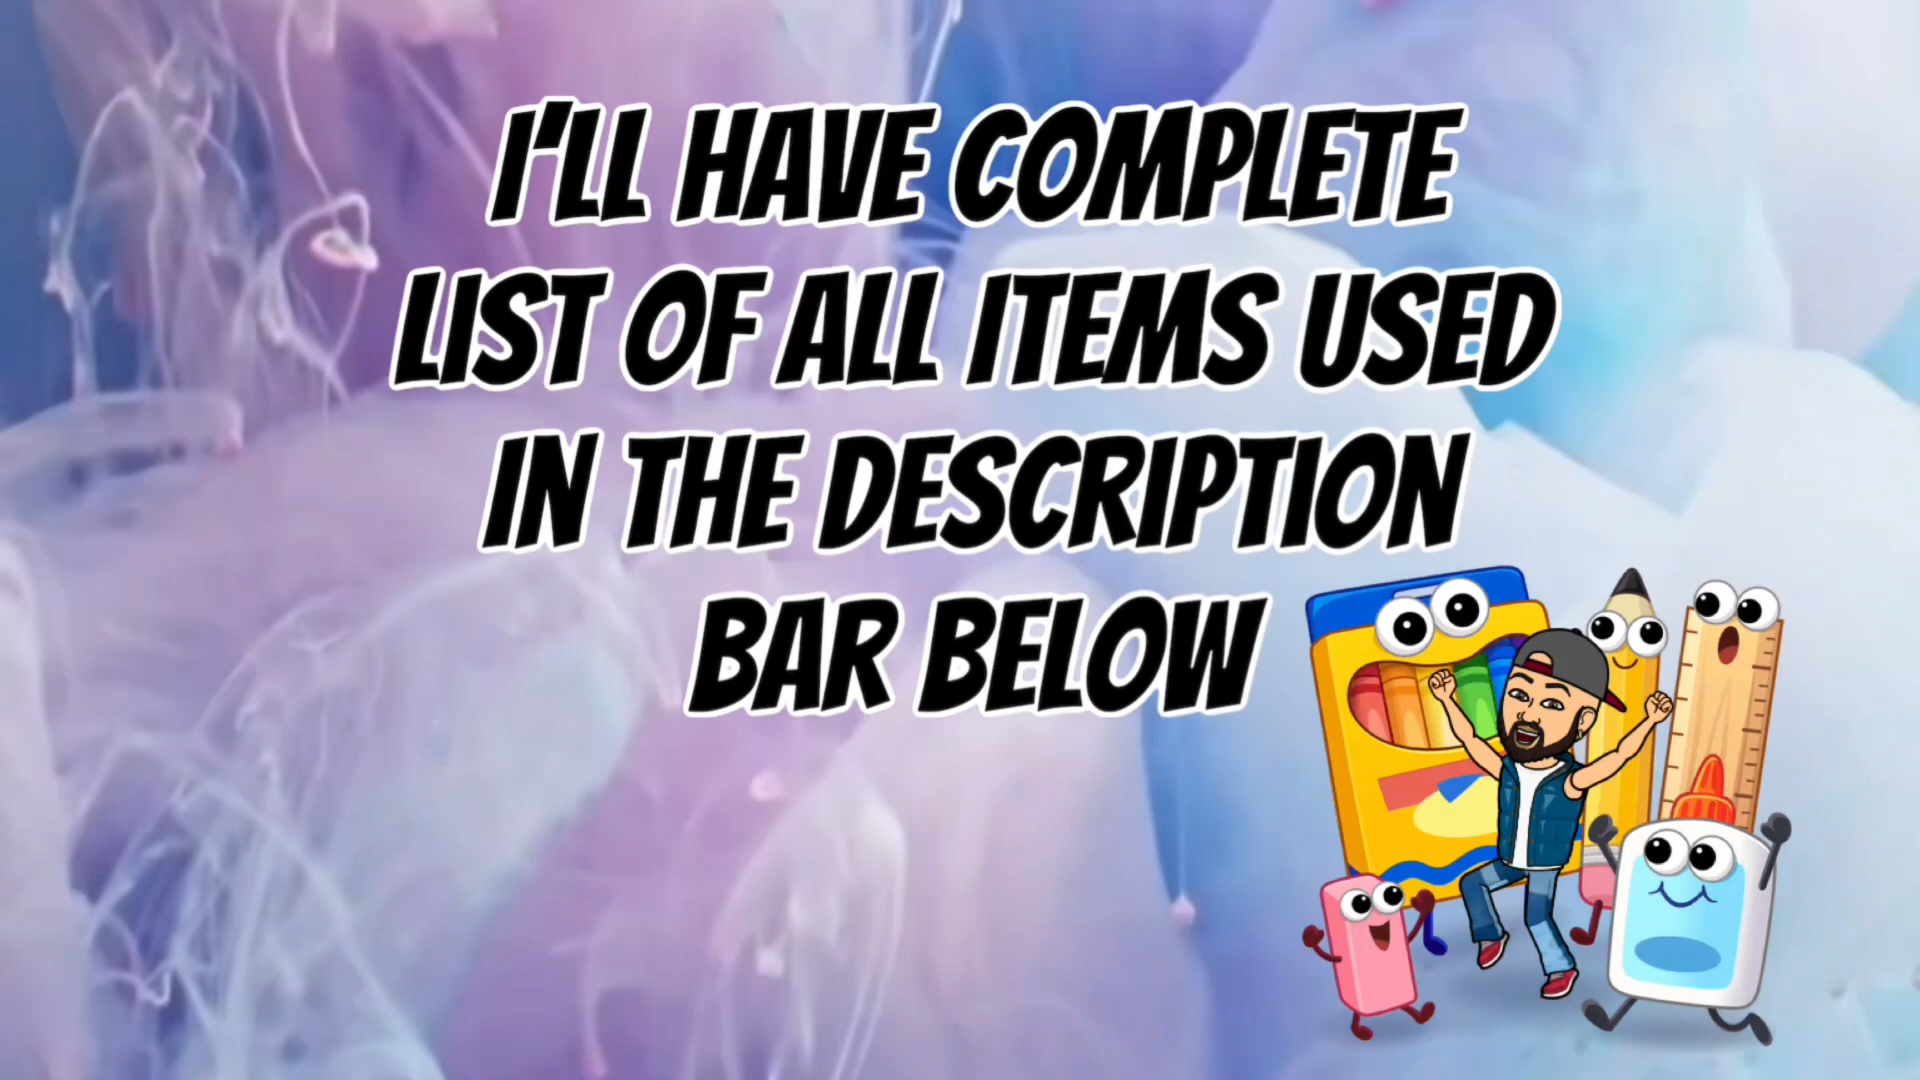 I'LL HAVE COMPLETE
LIST OF ALL ITEMS USED
IN THE DESCRIPTION
BAR BELOW